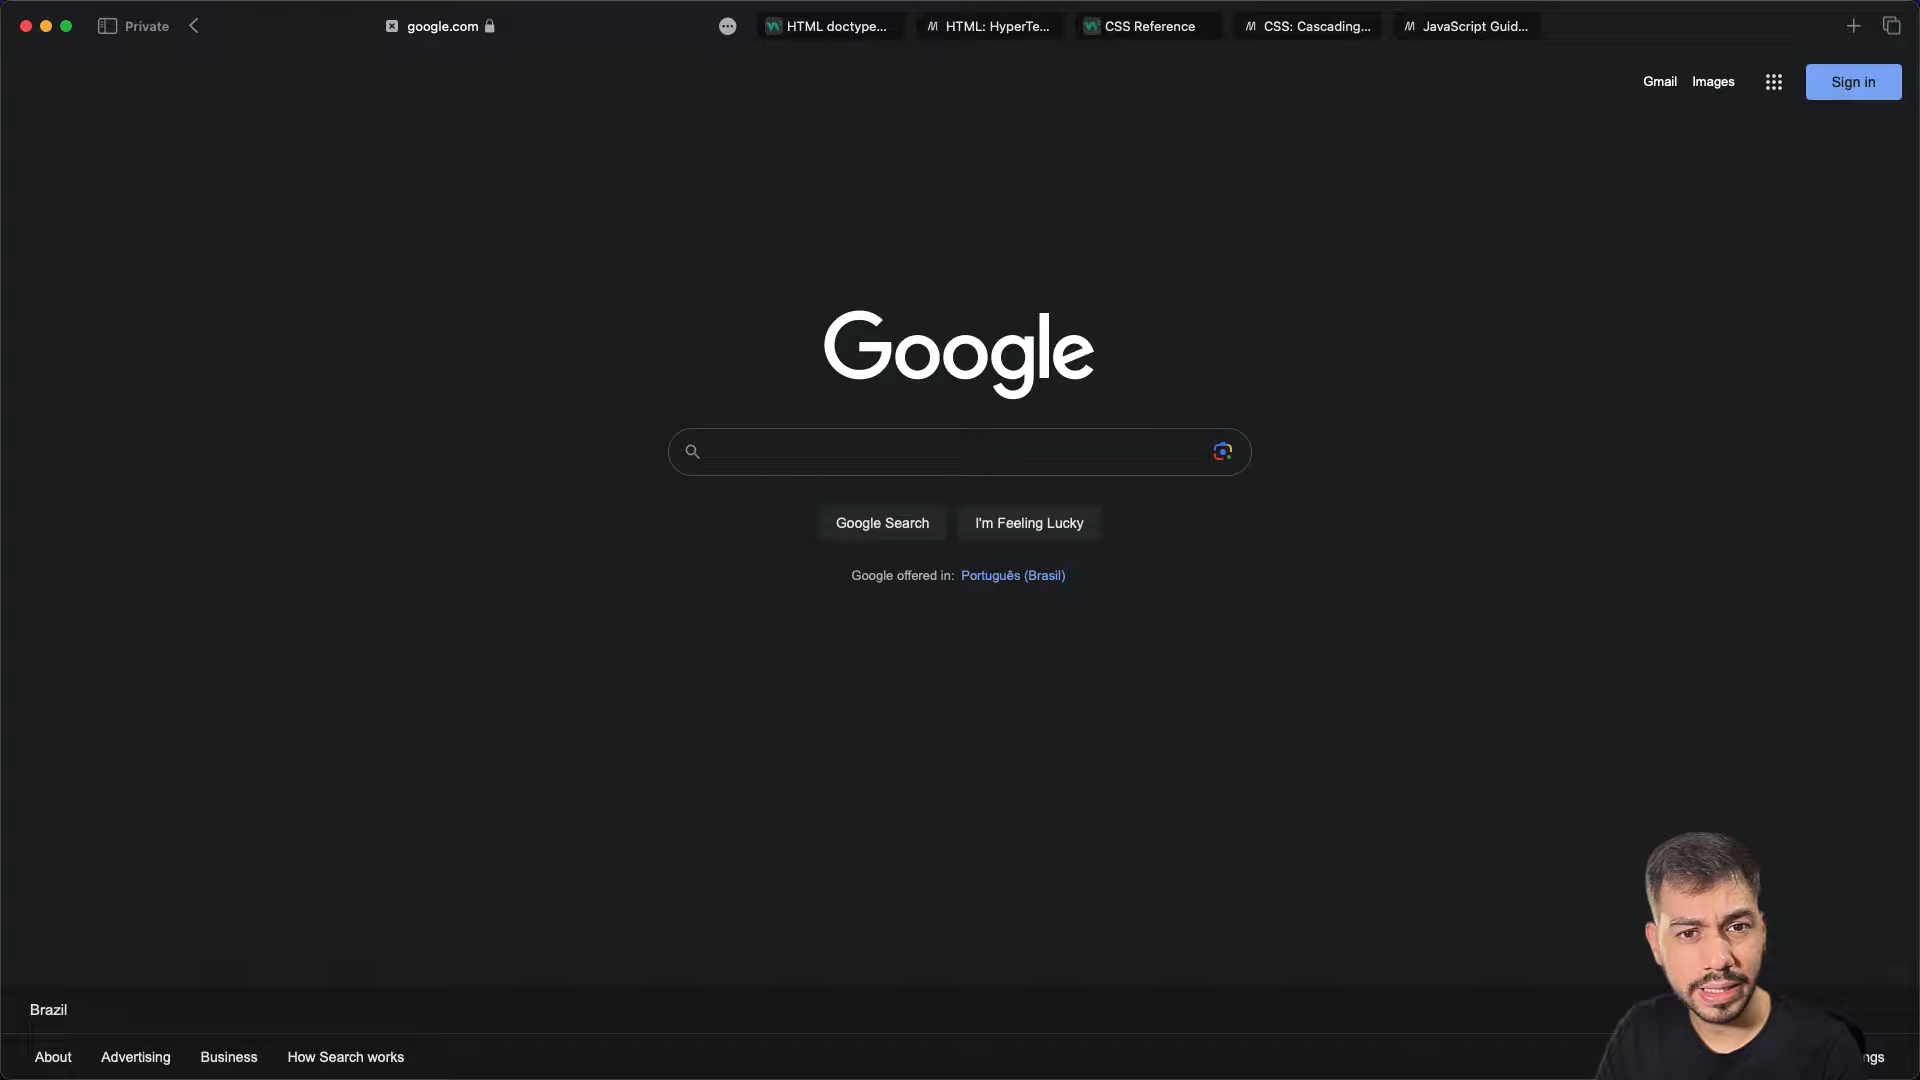 Private
google.com
HTML doctype...
HTML: HyperTe...
CSS Reference
CSS: Cascading...
JavaScript Guid...
Gmail
Images
Sign in
Google
Google Search
I'm Feeling Lucky
Google offered in: Português (Brasil)
Brazil
About
Advertising
Business
How Search works
ngs